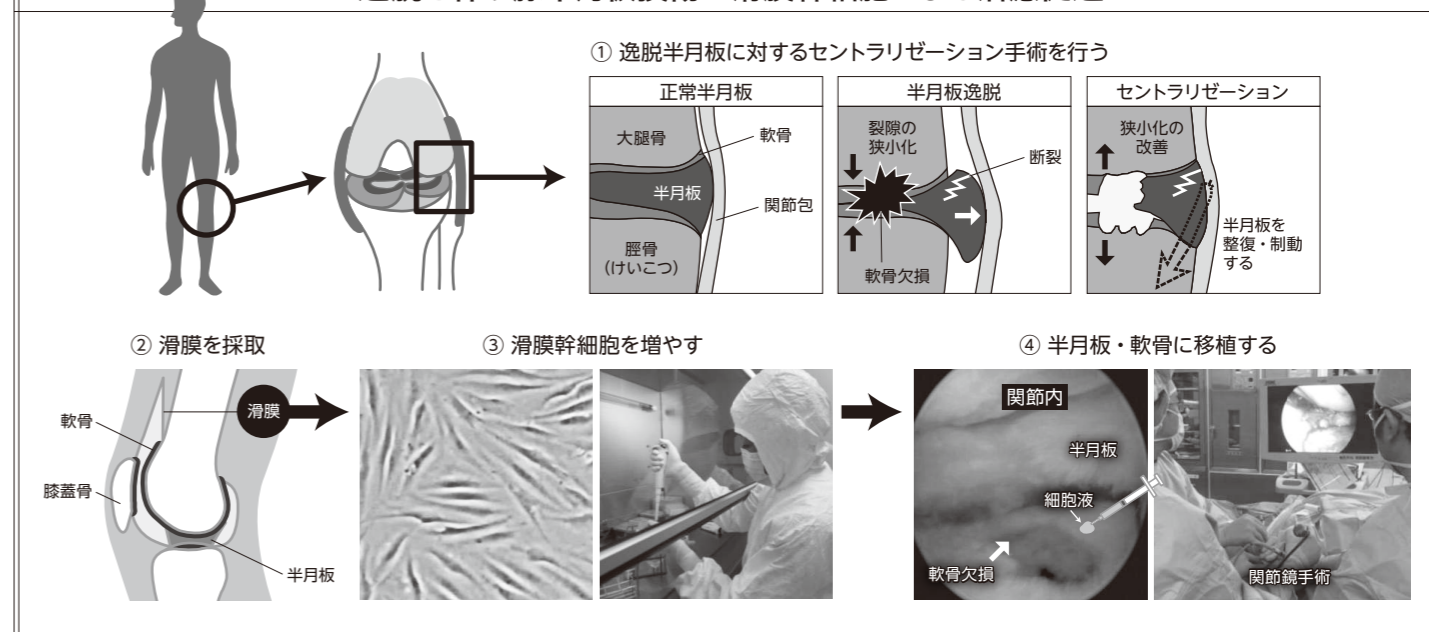 ① 逸脱半月板に対するセントラリゼーション手術を行う
正常半月板
大腿骨
軟骨
半月板
関節包
脛骨
(けいこつ)
半月板逸脱
裂隙の
狭小化
断裂
軟骨欠損
セントラリゼーション
狭小化の
改善
半月板を
整復・制動
する
② 滑膜を採取
滑膜
軟骨
膝蓋骨
半月板
③ 滑膜幹細胞を増やす
④ 半月板・軟骨に移植する
関節内
半月板
細胞液
軟骨欠損
関節鏡手術